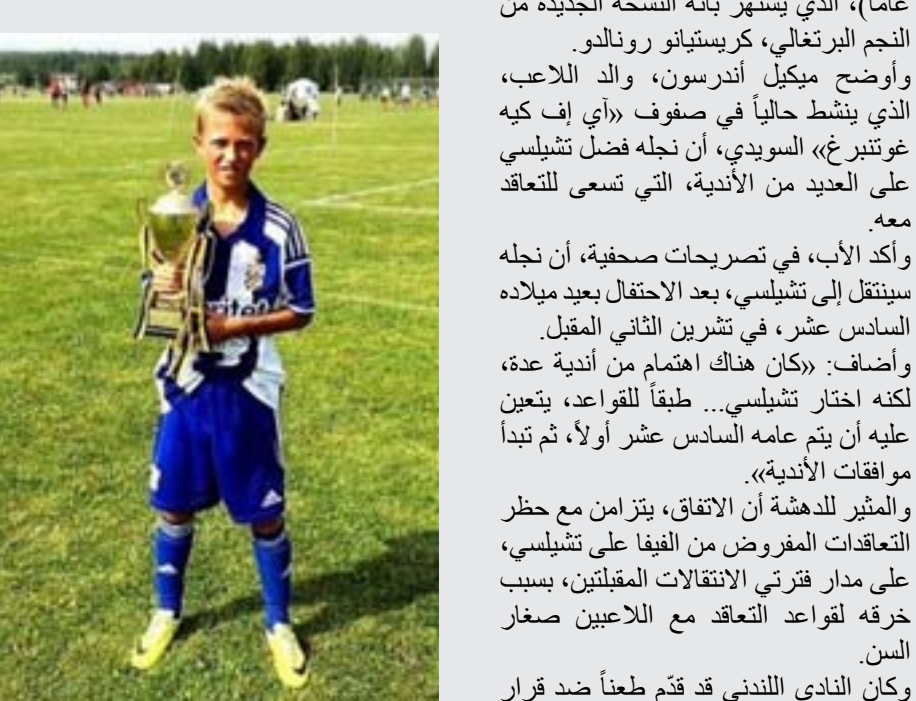 عاماً)، الذي يشتهر بأنه النسخة الجديدة من
النجم البرتغالي، كريستيانو رونالدو.
وأوضح ميكيل أندرسون، والد اللاعب،
الذي ينشط حالياً في صفوف «آي إف كيه
غوتنبرغ» السويدي، أن نجله فضل تشيلسي
على العديد من الأندية، التي تسعى للتعاقد
معه.
وأكد الأب، في تصريحات صحفية، أن نجله
سينتقل إلى تشيلسي، بعد الاحتفال بعيد ميلاده
السادس عشر، في تشرين الثاني المقبل.
وأضاف: «كان هناك اهتمام من أندية عدة،
لكنه اختار تشيلسي... طبقاً للقواعد، يتعين
عليه أن يتم عامه السادس عشر أولاً، ثم تبدأ
موافقات الأندية».
والمثير للدهشة أن الاتفاق، يتزامن مع حظر
التعاقدات المفروض من الفيفا على تشيلسي،
على مدار فترتي الانتقالات المقبلتين، بسبب
خرقه لقواعد التعاقد مع اللاعبين صغار
السن.
وكان النادي اللندني قد قدّم طعناً ضد قرار